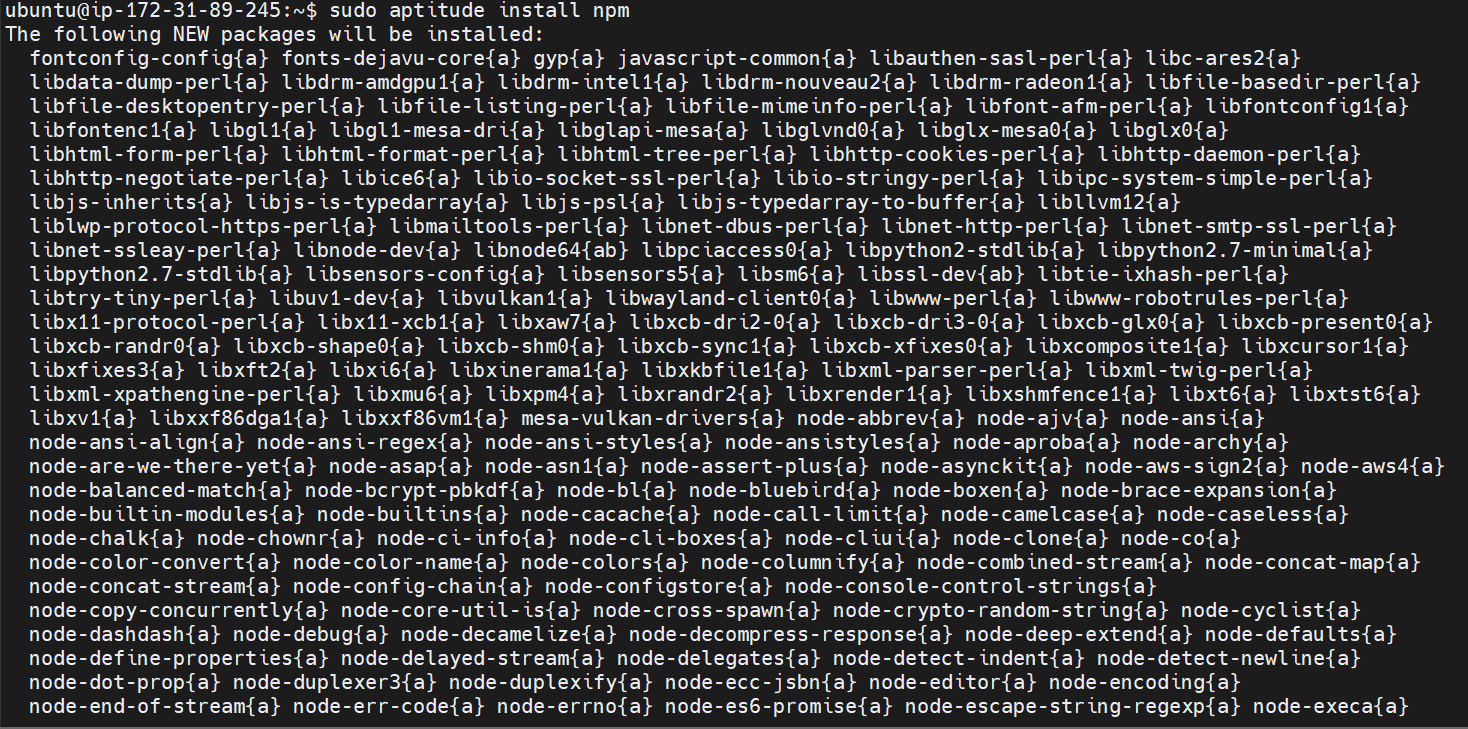 ubuntu@ip-172-31-89-245:~$ sudo aptitude install npm
The following NEW packages will be installed:
fontconfig-config{a} fonts-dejavu-core{a} gyp{a} javascript-common{a} libauthen-sasl-perl{a} libc-ares2{a}
libdata-dump-perl{a} libdrm-amdgpu1{a} libdrm-intel1{a} libdrm-nouveau2{a} libdrm-radeon1{a} libfile-basedir-perl{a}
libfile-desktopentry-perl{a} libfile-listing-perl{a} libfile-mimeinfo-perl{a} libfont-afm-perl{a} libfontconfig1{a}
libfontenc1{a} libgl1{a} libgl1-mesa-dri{a} libglapi-mesa{a} libglvnd0{a} libglx-mesa0{a} libglx0{a}
libhtml-form-perl{a} libhtml-format-perl{a} libhtml-tree-perl{a} libhttp-cookies-perl{a} libhttp-daemon-perl{a}
libhttp-negotiate-perl{a} libice6{a} libio-socket-ssl-perl{a} libio-stringy-perl{a} libipc-system-simple-perl{a}
libjs-inherits{a} libjs-is-typedarray{a} libjs-psl{a} libjs-typedarray-to-buffer{a} libllvm12{a}
liblwp-protocol-https-perl{a} libmailtools-perl{a} libnet-dbus-perl{a} libnet-http-perl{a} libnet-smtp-ssl-perl{a}
libnet-ssleay-perl{a} libnode-dev{a} libnode64{ab} libpciaccess0{a} libpython2-stdlib{a} libpython2.7-minimal{a}
libpython2.7-stdlib{a} libsensors-config{a} libsensors5{a} libsm6{a} libssl-dev{ab} libtie-ixhash-perl{a}
libtry-tiny-perl{a} libuv1-dev{a} libvulkan1{a} libwayland-client0{a} libwww-perl{a} libwww-robotrules-perl{a}
libx11-protocol-perl{a} libx11-xcb1{a} libxaw7{a} libxcb-dri2-0{a} libxcb-dri3-0{a} libxcb-glx0{a} libxcb-present0{a}
libxcb-randr0{a} libxcb-shape0{a} libxcb-shm0{a} libxcb-sync1{a} libxcb-xfixes0{a} libxcomposite1{a} libxcursor1{a}
libxfixes3{a} libxft2{a} libxi6{a} libxinerama1{a} libxkbfile1{a} libxml-parser-perl{a} libxml-twig-perl{a}
libxml-xpathengine-perl{a} libxmu6{a} libxpm4{a} libxrandr2{a} libxrender1{a} libxshmfence1{a} libxt6{a} libxtst6{a}
libxv1{a} libxxf86dga1{a} libxxf86vm1{a} mesa-vulkan-drivers{a} node-abbrev{a} node-ajv{a} node-ansi{a}
node-ansi-align{a} node-ansi-regex{a} node-ansi-styles{a} node-ansistyles{a} node-aproba{a} node-archy{a}
node-are-we-there-yet{a} node-asap{a} node-asn1{a} node-assert-plus{a} node-asynckit{a} node-aws-sign2{a} node-aws4{a}
node-balanced-match{a} node-bcrypt-pbkdf{a} node-bl{a} node-bluebird{a} node-boxen{a} node-brace-expansion{a}
node-builtin-modules{a} node-builtins{a} node-cacache{a} node-call-limit{a} node-camelcase{a} node-caseless{a}
node-chalk{a} node-chownr{a} node-ci-info{a} node-cli-boxes{a} node-cliui{a} node-clone{a} node-co{a}
node-color-convert{a} node-color-name{a} node-colors{a} node-columnify{a} node-combined-stream{a} node-concat-map{a}
node-concat-stream{a} node-config-chain{a} node-configstore{a} node-console-control-strings{a}
node-copy-concurrently{a} node-core-util-is{a} node-cross-spawn{a} node-crypto-random-string{a} node-cyclist{a}
node-dashdash{a} node-debug{a} node-decamelize{a} node-decompress-response{a} node-deep-extend{a} node-defaults{a}
node-define-properties{a} node-delayed-stream{a} node-delegates{a} node-detect-indent{a} node-detect-newline{a}
node-dot-prop{a} node-duplexer3{a} node-duplexify{a} node-ecc-jsbn{a} node-editor{a} node-encoding{a}
node-end-of-stream{a} node-err-code{a} node-errno{a} node-es6-promise{a} node-escape-string-regexp{a} node-execa{a}